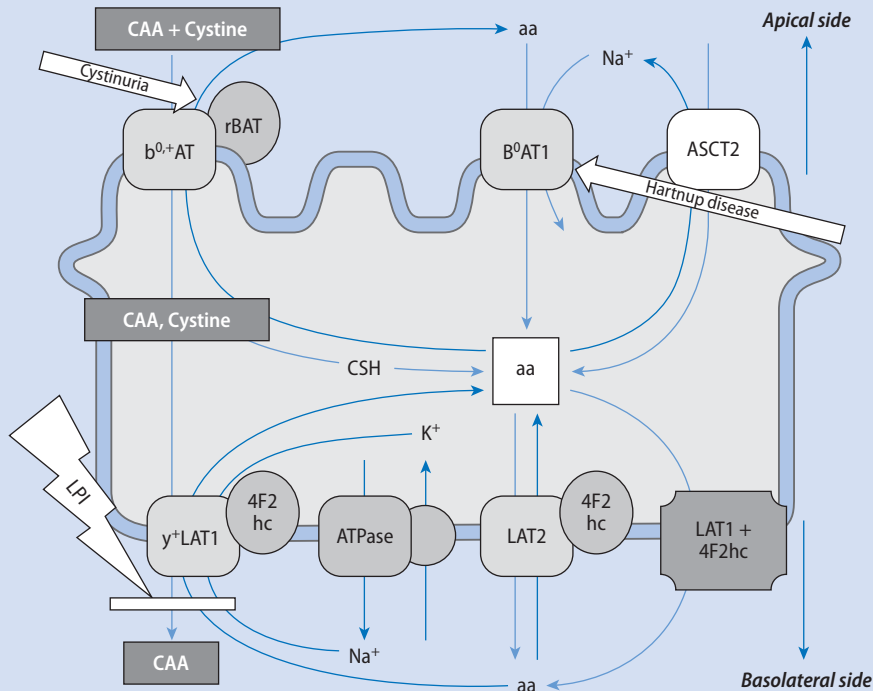 CAA + Cystine
aa
Apical side
Na⁺
Cystinuria
rBAT
b⁰,⁺AT
B⁰AT1
ASCT2
Hartnup disease
CAA, Cystine
CSH
aa
K⁺
LPI
4F2
hc
4F2
hc
y⁺LAT1
ATPase
LAT2
LAT1 +
4F2hc
CAA
Na⁺
aa
Basolateral side